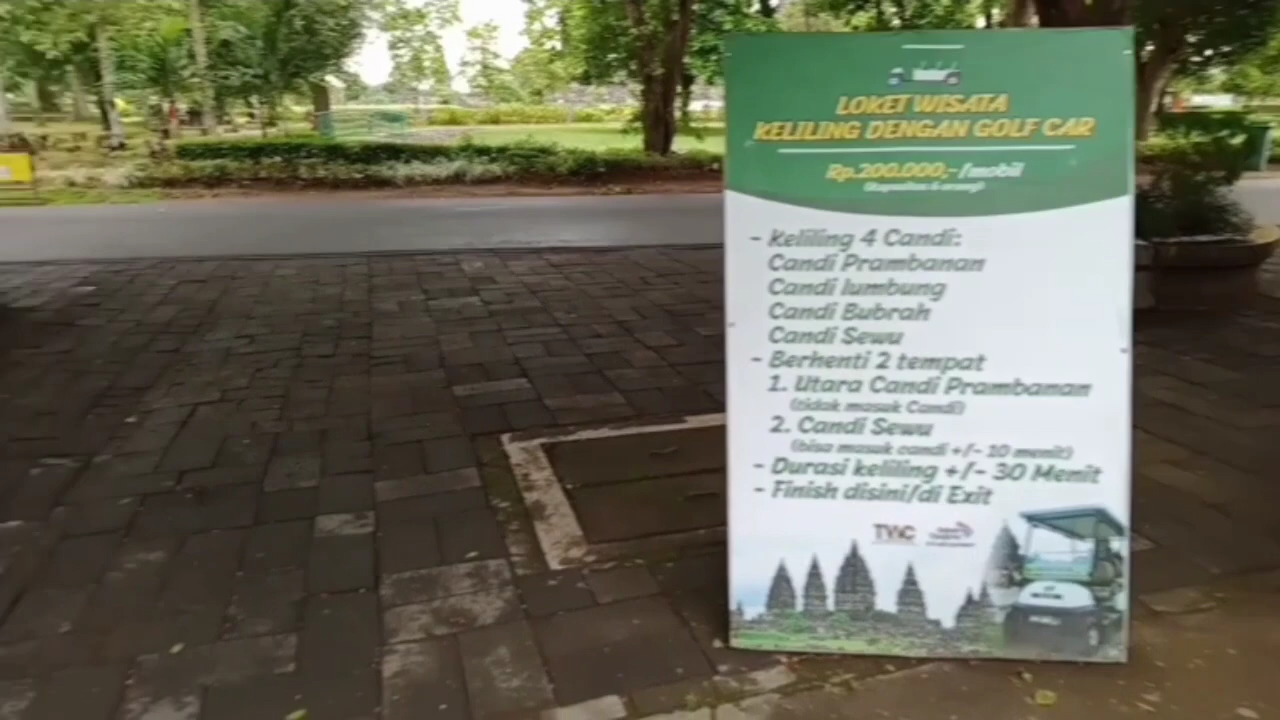 LOKET WISATA
KELILING DENGAN GOLF CAR
Rp.200.000,- /mobil
(Kapasitas 6 orang)
- Keliling 4 Candi:
Candi Prambanan
Candi lumbung
Candi Bubrah
Candi Sewu
- Berhenti 2 tempat
1. Utara Candi Prambanan
(tidak masuk Candi)
2. Candi Sewu
(bisa masuk candi +/- 10 menit)
- Durasi keliling +/- 30 Menit
- Finish disini/di Exit
TWC